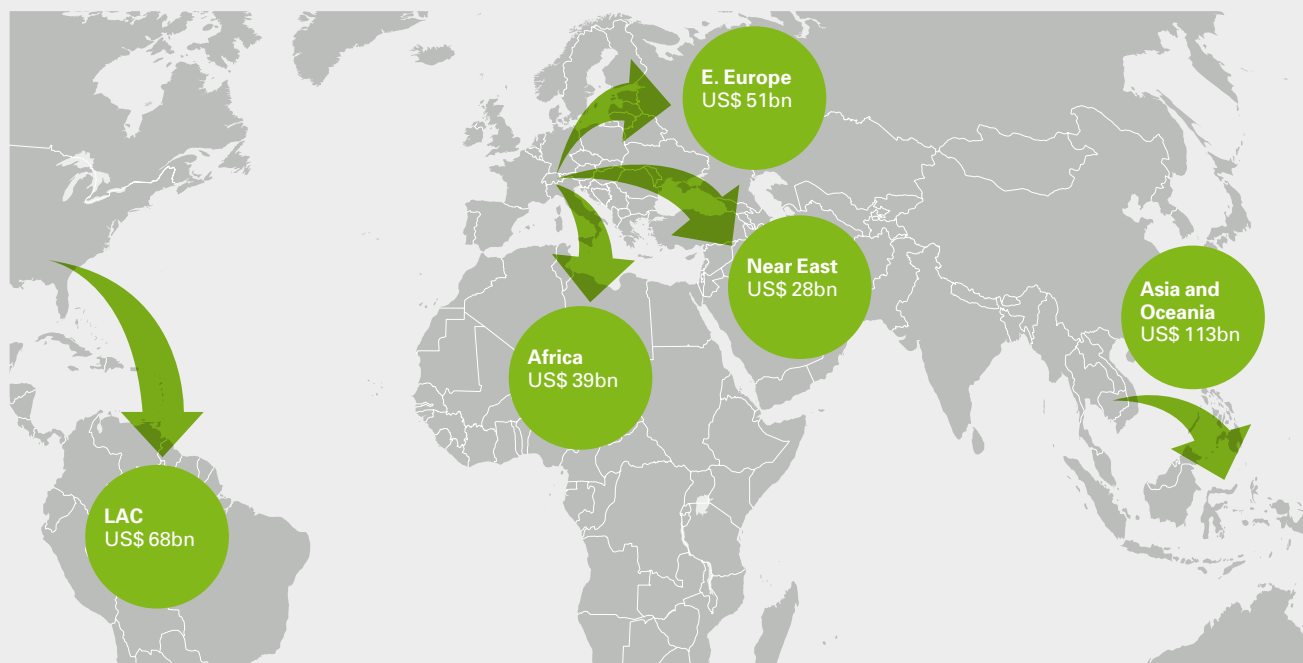 E. Europe
US$ 51bn
Near East
US$ 28bn
Asia and
Oceania
US$ 113bn
Africa
US$ 39bn
LAC
US$ 68bn